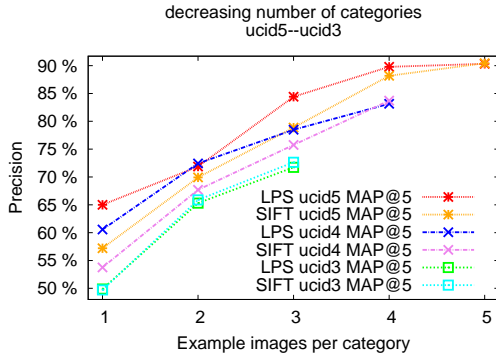 decreasing number of categories
ucid5--ucid3
90 %
85 %
80 %
75 %
70 %
65 %
60 %
55 %
50 %
Precision
LPS ucid5 MAP@5
SIFT ucid5 MAP@5
LPS ucid4 MAP@5
SIFT ucid4 MAP@5
LPS ucid3 MAP@5
SIFT ucid3 MAP@5
1 2 3 4 5
Example images per category